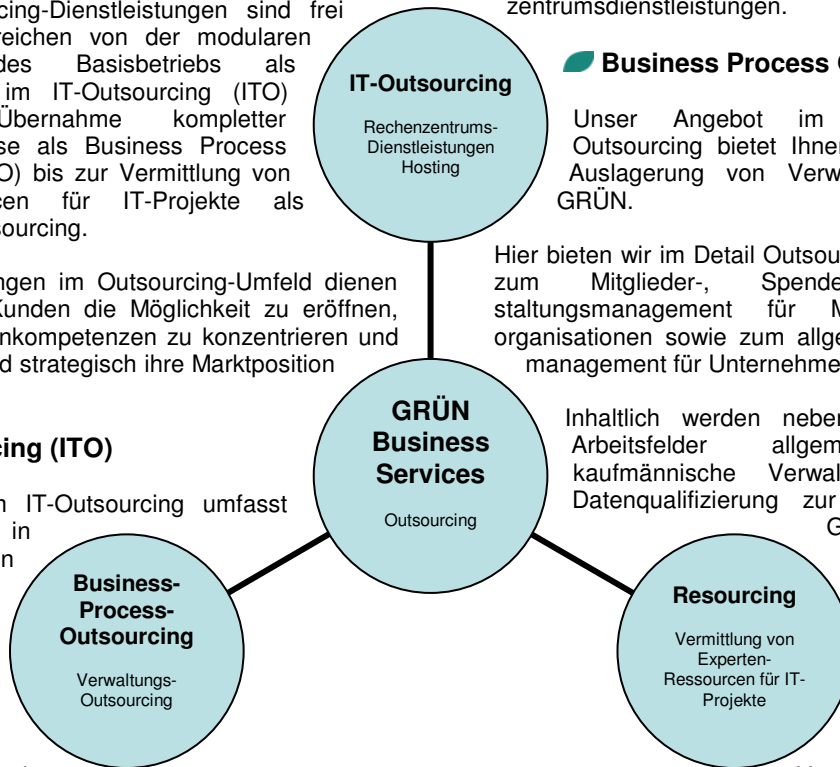 cing-Dienstleistungen sind frei
reichen von der modularen
des Basisbetriebs als
im IT-Outsourcing (ITO)
Übernahme kompletter
se als Business Process
O) bis zur Vermittlung von
cen für IT-Projekte als
sourcing.
ngen im Outsourcing-Umfeld dienen
Kunden die Möglichkeit zu eröffnen,
nkompetenzen zu konzentrieren und
d strategisch ihre Marktposition
cing (ITO)
IT-Outsourcing umfasst
in
n
IT-Outsourcing
Rechenzentrums-
Dienstleistungen
Hosting
GRÜN
Business
Services
Outsourcing
Business-
Process-
Outsourcing
Verwaltungs-
Outsourcing
Resourcing
Vermittlung von
Experten-
Ressourcen für IT-
Projekte
zentrumsdienstleistungen.
Business Process
Unser Angebot im
Outsourcing bietet Ihnen
Auslagerung von Verw
GRÜN.
Hier bieten wir im Detail Outsou
zum Mitglieder-, Spende
staltungsmanagement für M
organisationen sowie zum allge
management für Unternehme
Inhaltlich werden neben
Arbeitsfelder allgem
kaufmännische Verwal
Datenqualifizierung zur
G